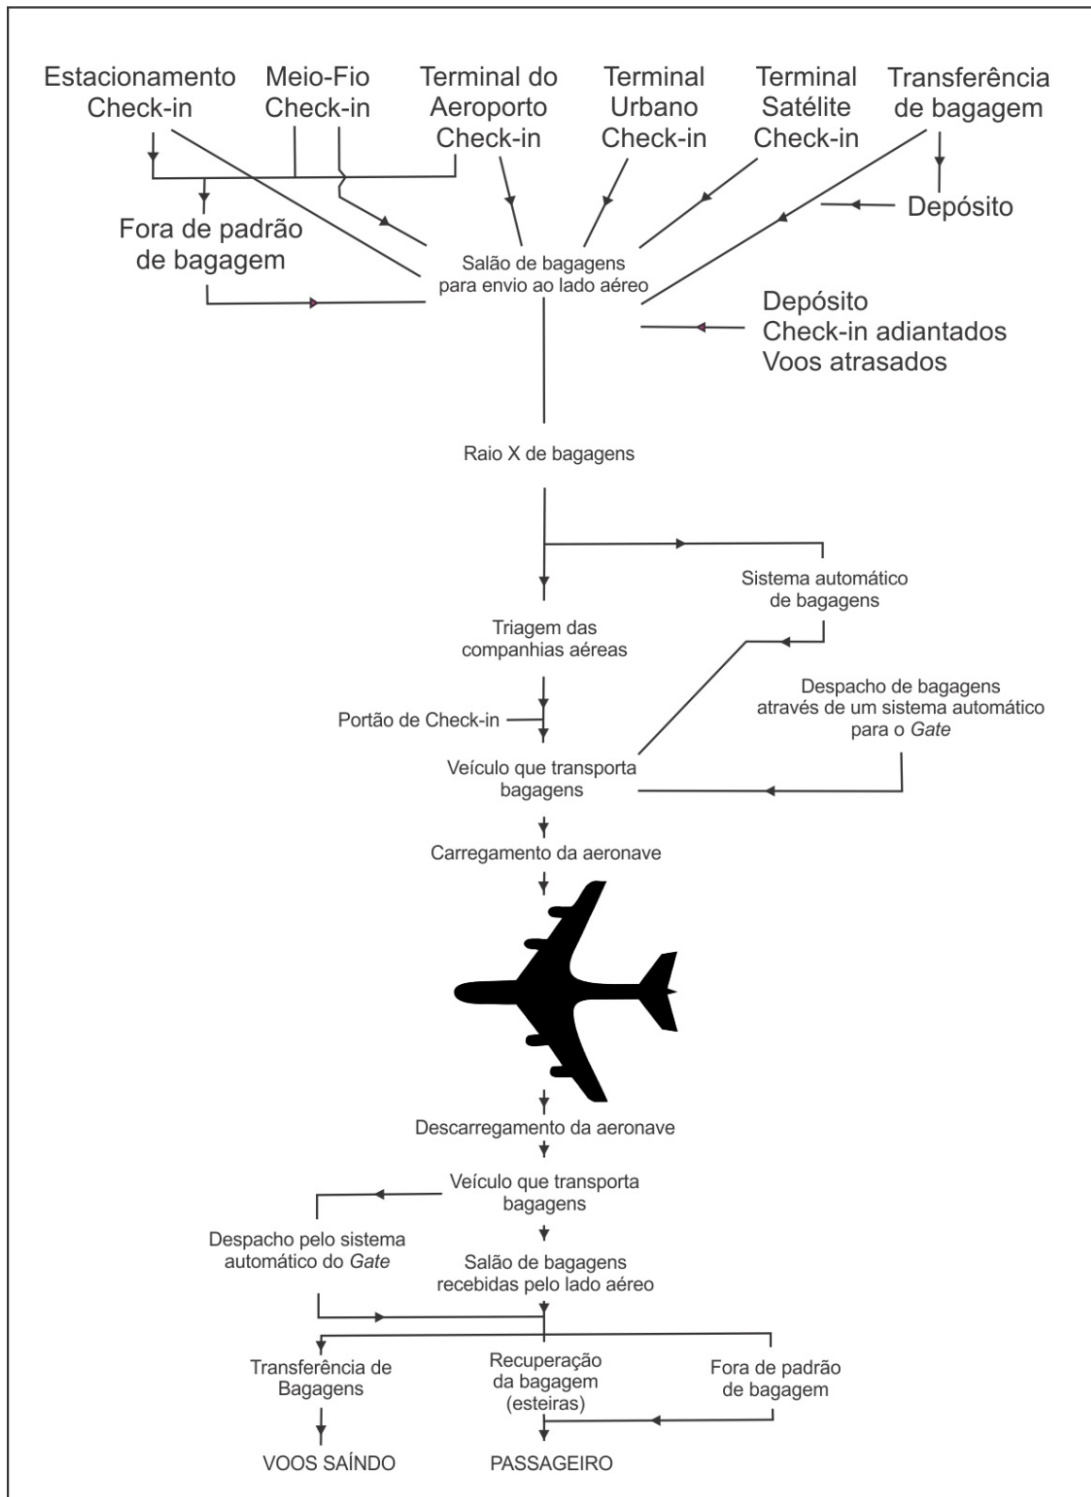 Estacionamento
Check-in
Meio-Fio
Check-in
Terminal do
Aeroporto
Check-in
Terminal
Urbano
Check-in
Terminal
Satélite
Check-in
Transferência
de bagagem
Depósito
Fora de padrão
de bagagem
Salão de bagagens
para envio ao lado aéreo
Depósito
Check-in adiantados
Voos atrasados
Raio X de bagagens
Sistema automático
de bagagens
Triagem das
companhias aéreas
Despacho de bagagens
através de um sistema automático
para o Gate
Portão de Check-in
Veículo que transporta
bagagens
Carregamento da aeronave
Descarregamento da aeronave
Veículo que transporta
bagagens
Despacho pelo sistema
automático do Gate
Salão de bagagens
recebidas pelo lado aéreo
Transferência de
Bagagens
Recuperação
da bagagem
(esteiras)
Fora de padrão
de bagagem
VOOS SAÍNDO
PASSAGEIRO